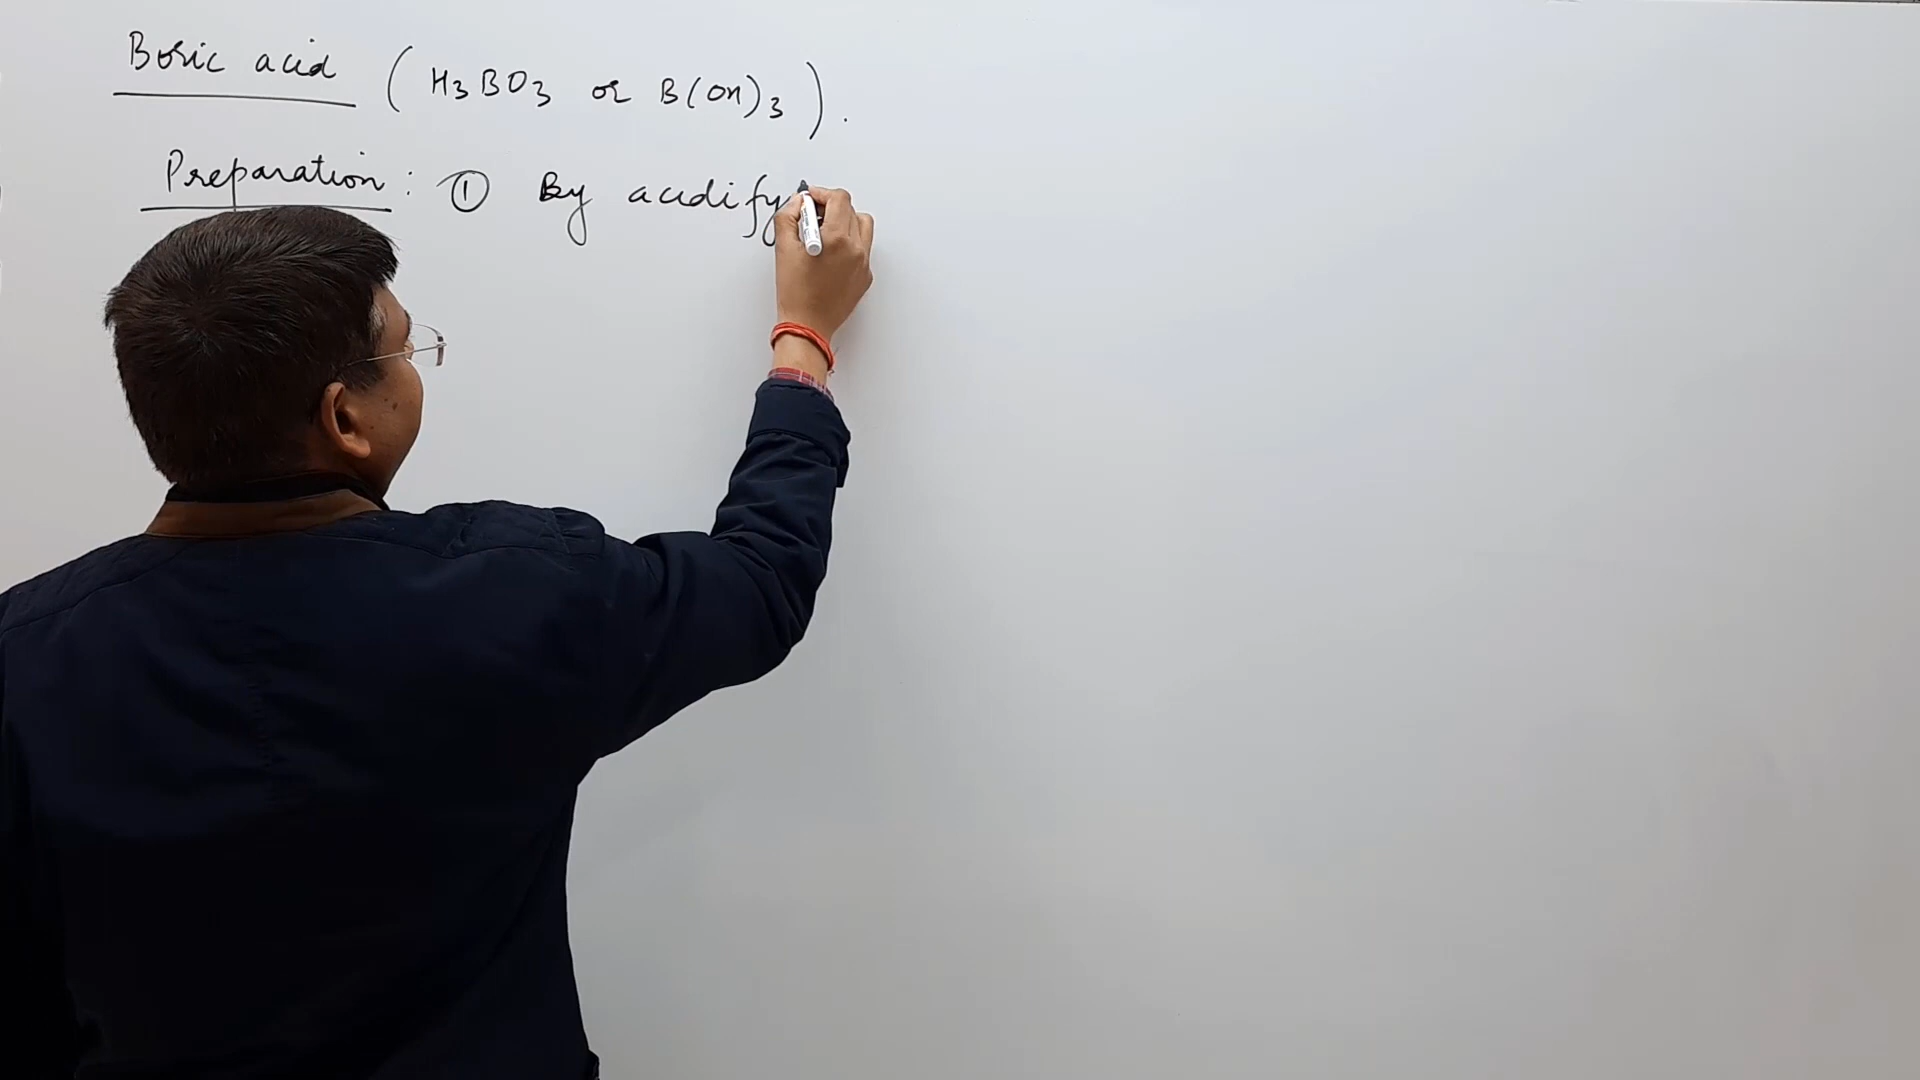 Boric acid ( H3BO3 or B(OH)3 ).
Preparation : ① By acidify